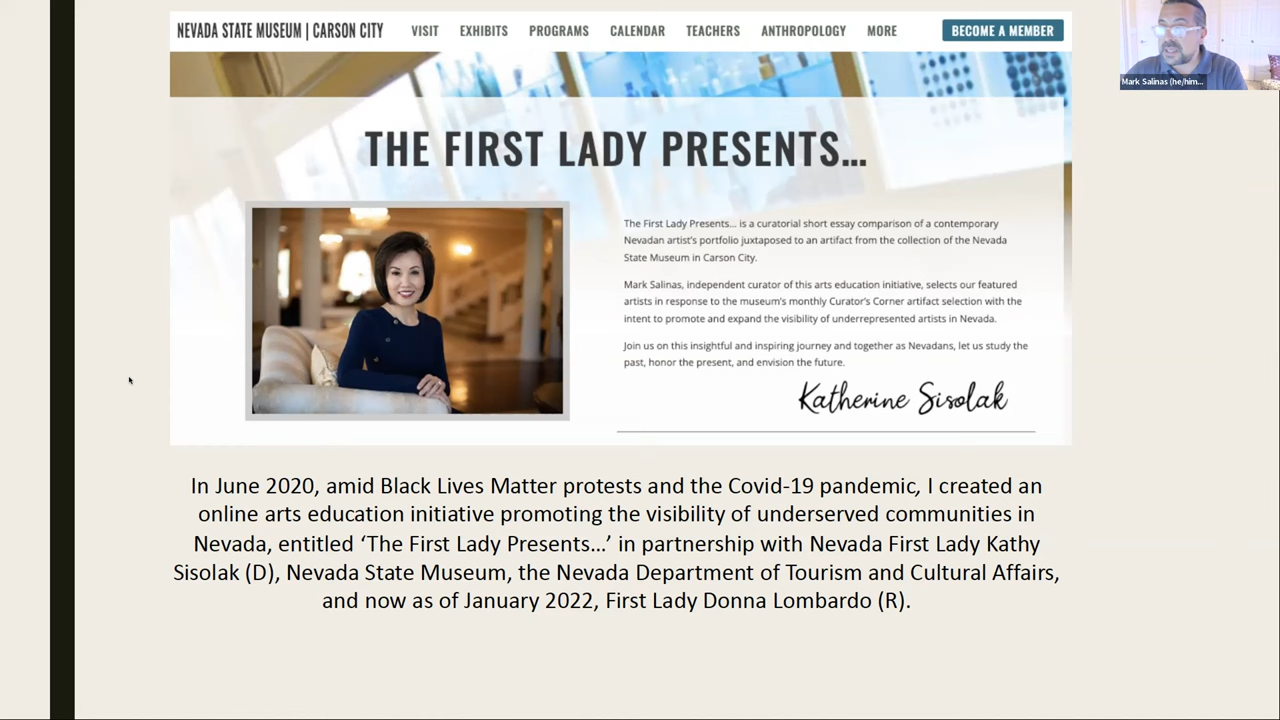 NEVADA STATE MUSEUM | CARSON CITY VISIT EXHIBITS PROGRAMS CALENDAR TEACHERS ANTHROPOLOGY MORE BECOME A MEMBER
Mark Salinas (he/him...
THE FIRST LADY PRESENTS...
The First Lady Presents... is a curatorial short essay comparison of a contemporary
Nevadan artist's portfolio juxtaposed to an artifact from the collection of the Nevada
State Museum in Carson City.
Mark Salinas, independent curator of this arts education initiative, selects our featured
artists in response to the museum's monthly Curator's Corner artifact selection with the
intent to promote and expand the visibility of underrepresented artists in Nevada.
Join us on this insightful and inspiring journey and together as Nevadans, let us study the
past, honor the present, and envision the future.
Katherine Sisolak
In June 2020, amid Black Lives Matter protests and the Covid-19 pandemic, I created an
online arts education initiative promoting the visibility of underserved communities in
Nevada, entitled ‘The First Lady Presents...’ in partnership with Nevada First Lady Kathy
Sisolak (D), Nevada State Museum, the Nevada Department of Tourism and Cultural Affairs,
and now as of January 2022, First Lady Donna Lombardo (R).